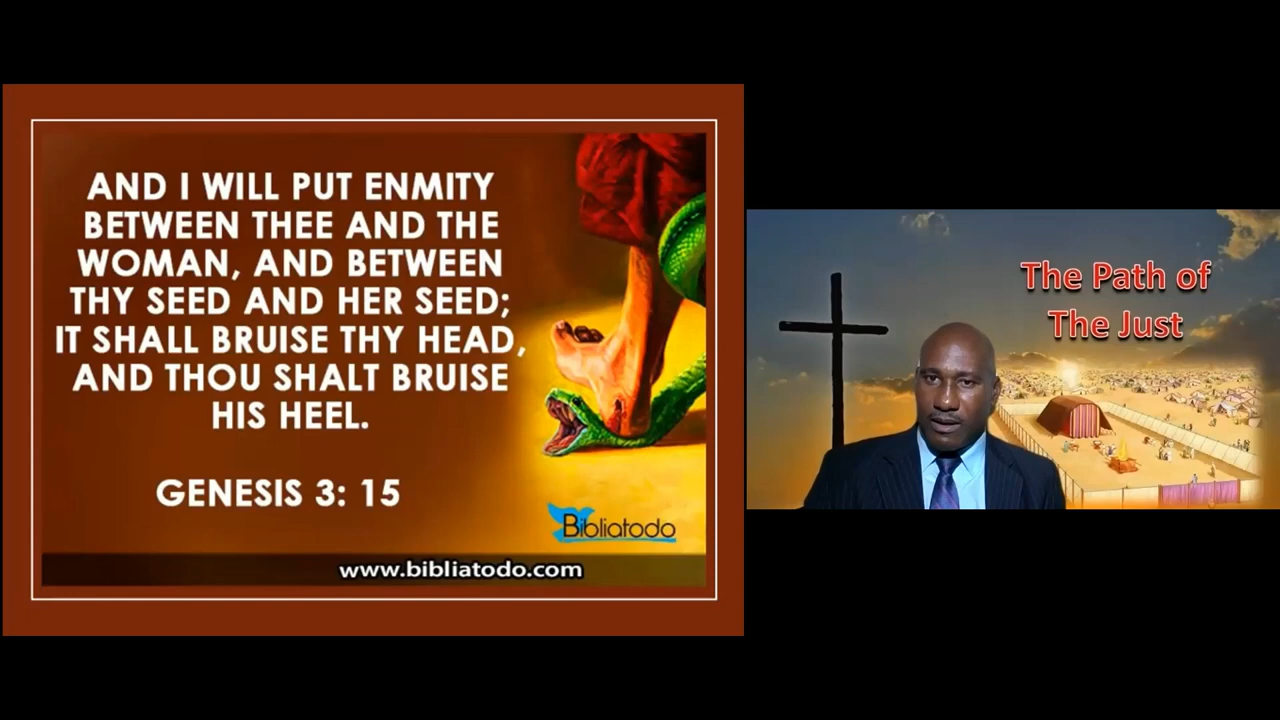 AND I WILL PUT ENMITY
BETWEEN THEE AND THE
WOMAN, AND BETWEEN
THY SEED AND HER SEED;
IT SHALL BRUISE THY HEAD,
AND THOU SHALT BRUISE
HIS HEEL.
GENESIS 3: 15
Bibliatodo
www.bibliatodo.com
The Path of
The Just